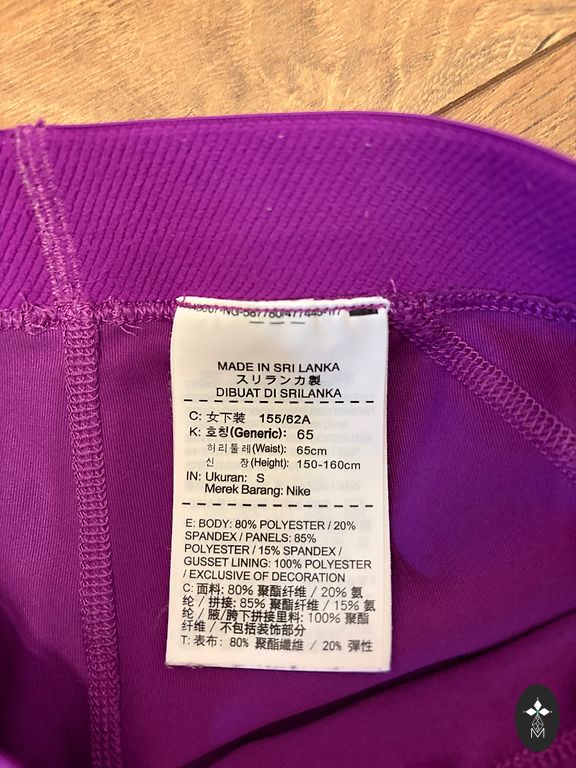 MADE IN SRI LANKA
スリランカ製
DIBUAT DI SRILANKA
C: 女下装 155/62A
K: 호칭(Generic): 65
허리둘레(Waist): 65cm
신 장(Height): 150-160cm
IN: Ukuran: S
Merek Barang: Nike
E: BODY: 80% POLYESTER / 20%
SPANDEX / PANELS: 85%
POLYESTER / 15% SPANDEX /
GUSSET LINING: 100% POLYESTER
/ EXCLUSIVE OF DECORATION
C: 面料: 80% 聚酯纤维 / 20% 氨
纶 / 拼接: 85% 聚酯纤维 / 15% 氨
纶 / 腋/胯下拼接里料: 100% 聚酯
纤维 / 不包括装饰部分
T: 表布: 80% 聚酯纖維 / 20% 彈性
M